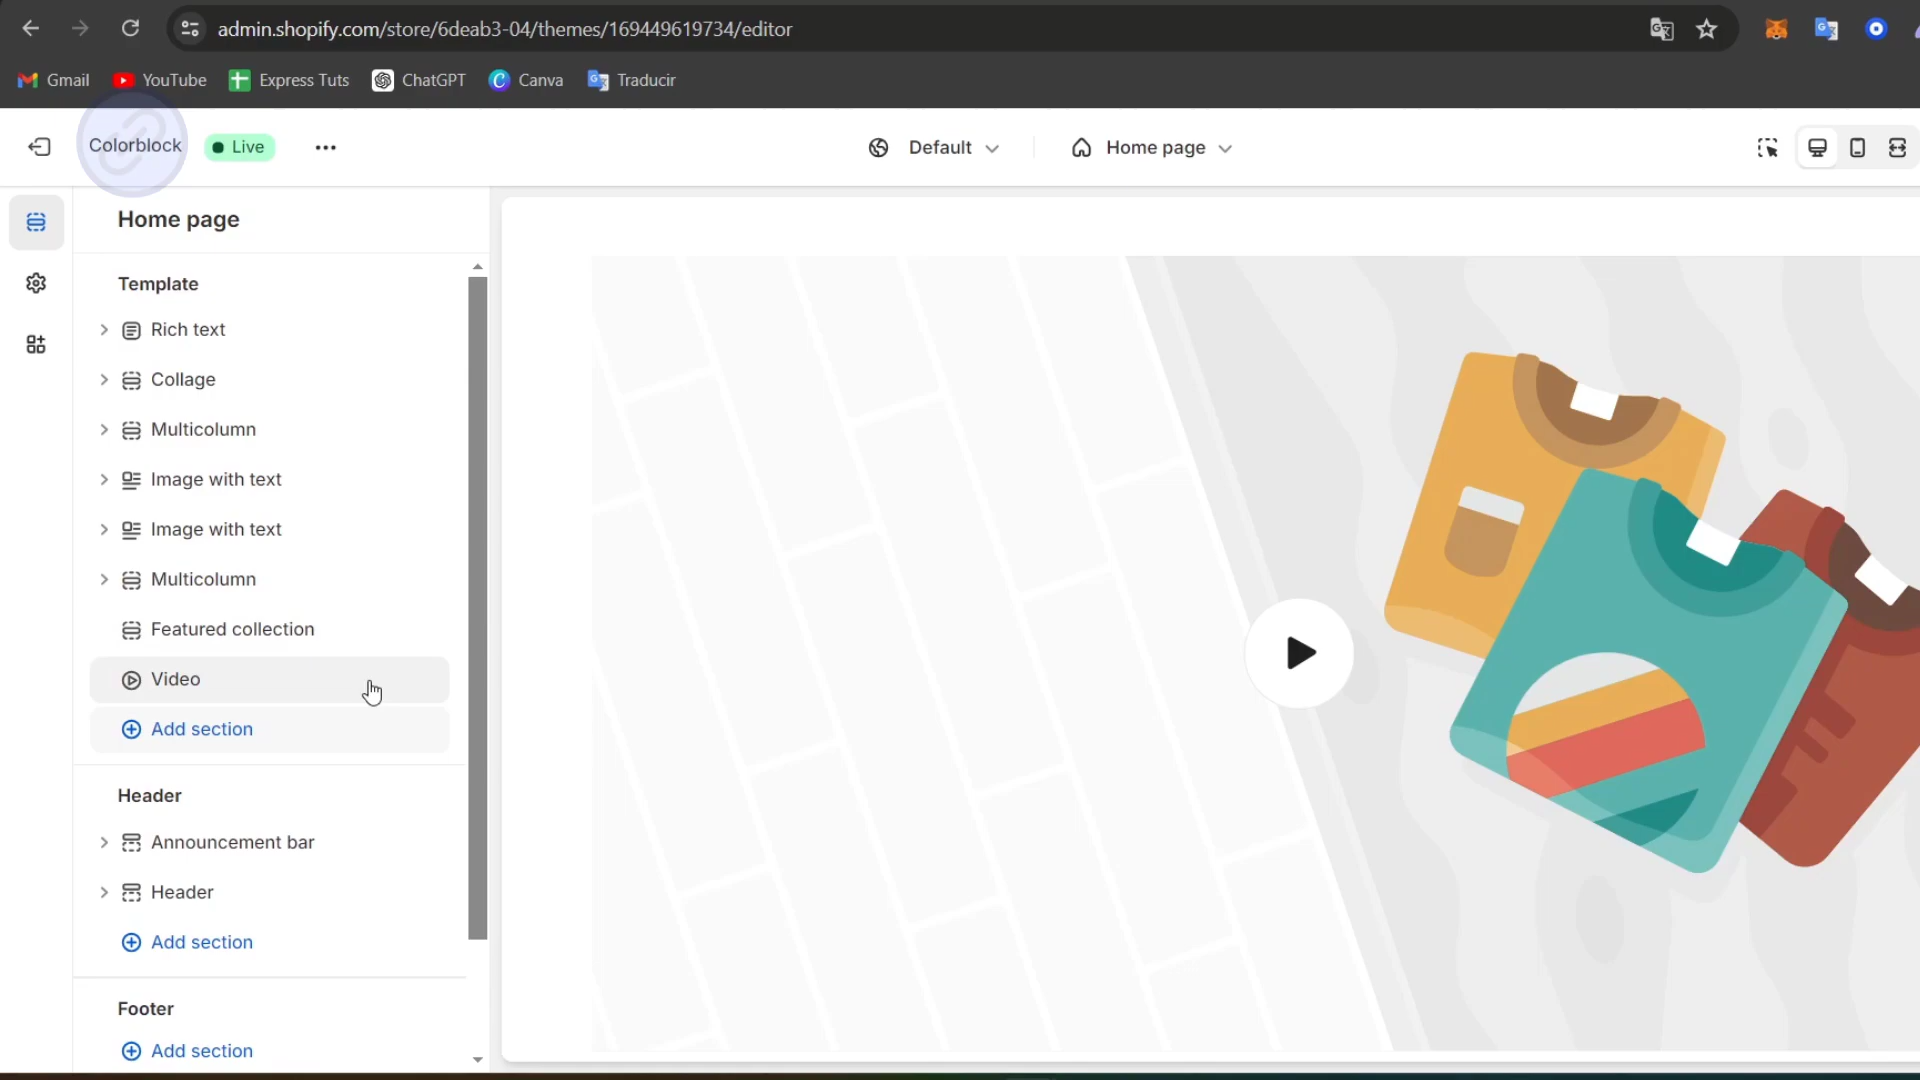 admin.shopify.com/store/6deab3-04/themes/169449619734/editor
Gmail YouTube Express Tuts ChatGPT Canva Traducir
Colorblock Live Default Home page
Home page
Template
Rich text
Collage
Multicolumn
Image with text
Image with text
Multicolumn
Featured collection
Video
Add section
Header
Announcement bar
Header
Add section
Footer
Add section